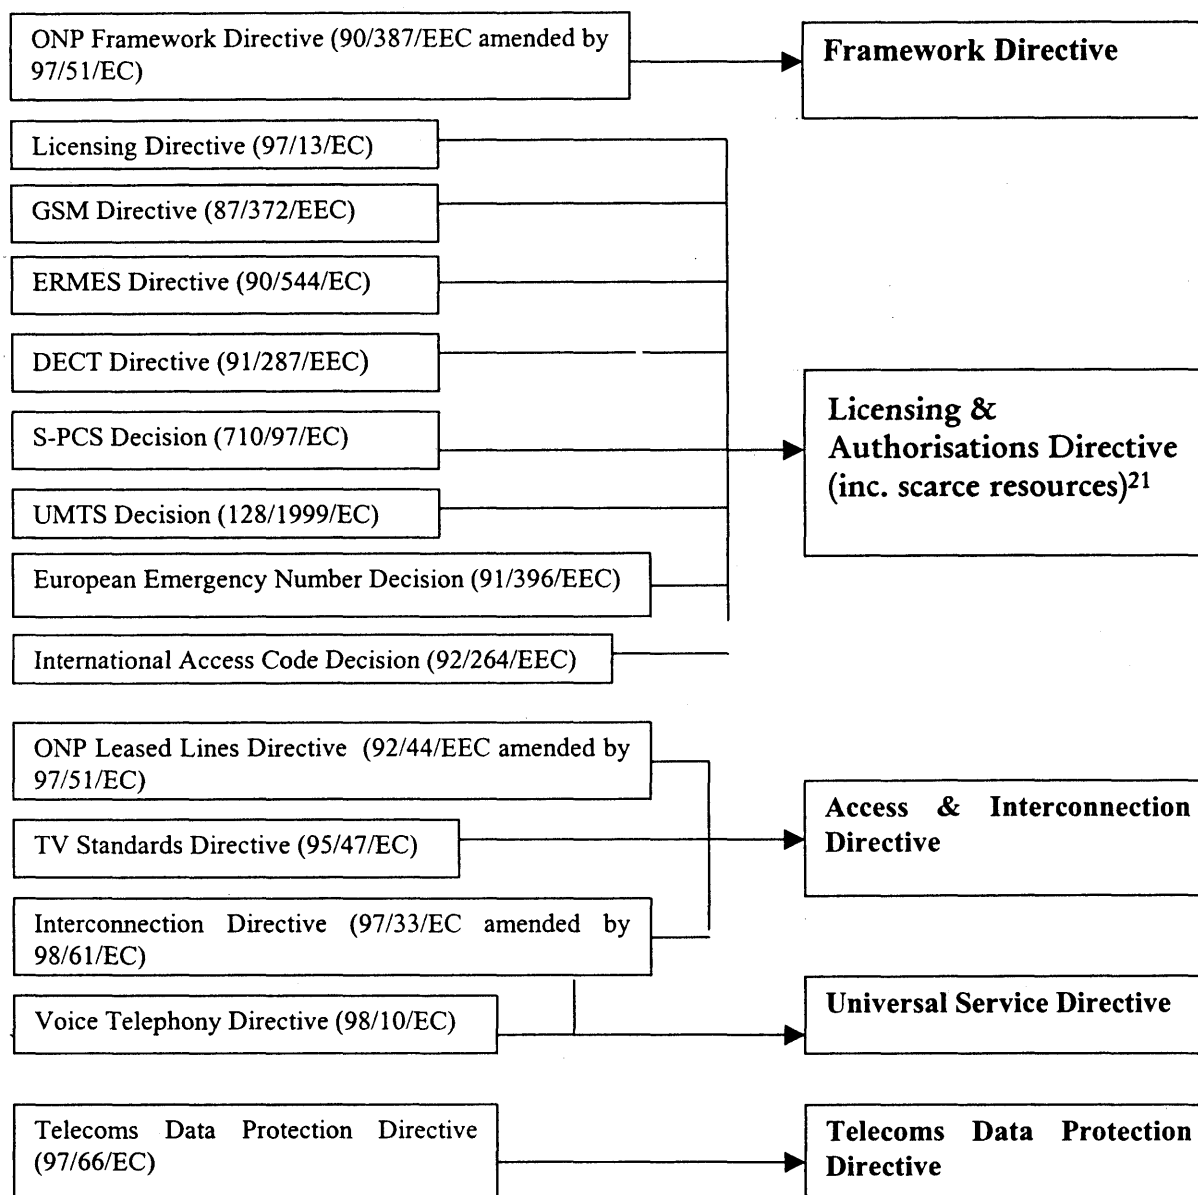 ONP Framework Directive (90/387/EEC amended by
97/51/EC)
Framework Directive
Licensing Directive (97/13/EC)
GSM Directive (87/372/EEC)
ERMES Directive (90/544/EC)
DECT Directive (91/287/EEC)
S-PCS Decision (710/97/EC)
UMTS Decision (128/1999/EC)
European Emergency Number Decision (91/396/EEC)
International Access Code Decision (92/264/EEC)
Licensing &
Authorisations Directive
(inc. scarce resources)21
ONP Leased Lines Directive (92/44/EEC amended by
97/51/EC)
TV Standards Directive (95/47/EC)
Interconnection Directive (97/33/EC amended by
98/61/EC)
Access & Interconnection
Directive
Voice Telephony Directive (98/10/EC)
Universal Service Directive
Telecoms Data Protection Directive
(97/66/EC)
Telecoms Data Protection
Directive